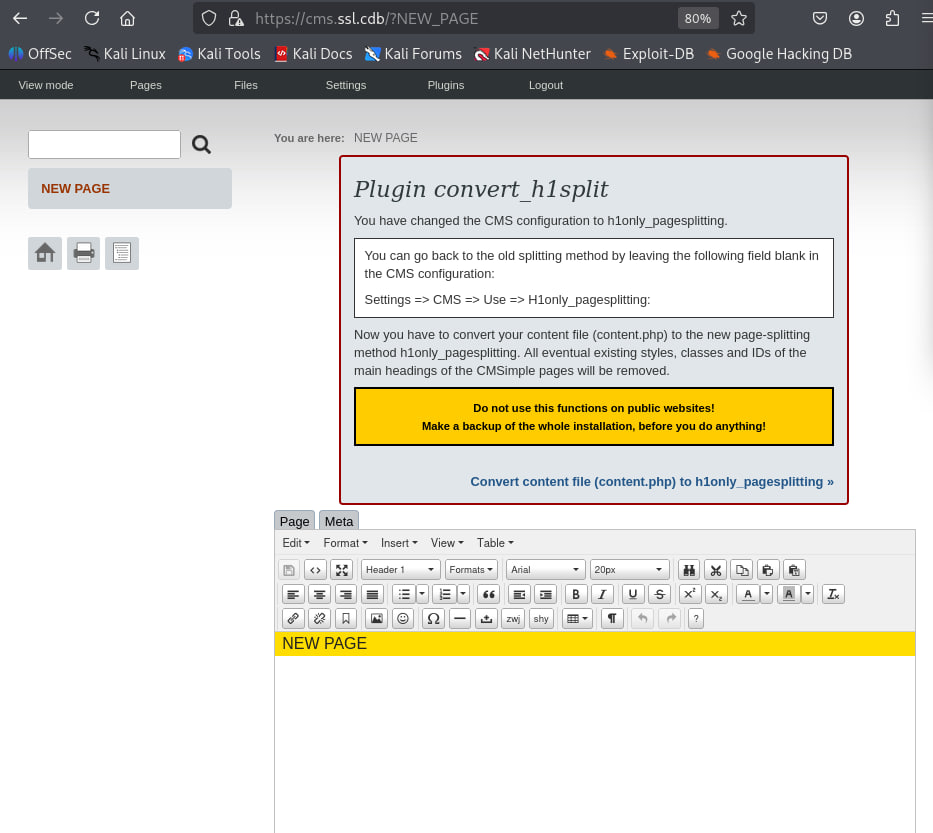 https://cms.ssl.cdb/?NEW_PAGE 80%
OffSec Kali Linux Kali Tools Kali Docs Kali Forums Kali NetHunter Exploit-DB Google Hacking DB
View mode Pages Files Settings Plugins Logout
You are here: NEW PAGE
NEW PAGE
Plugin convert_h1split
You have changed the CMS configuration to h1only_pagesplitting.
You can go back to the old splitting method by leaving the following field blank in
the CMS configuration:
Settings => CMS => Use => H1only_pagesplitting:
Now you have to convert your content file (content.php) to the new page-splitting
method h1only_pagesplitting. All eventual existing styles, classes and IDs of the
main headings of the CMSimple pages will be removed.
Do not use this functions on public websites!
Make a backup of the whole installation, before you do anything!
Convert content file (content.php) to h1only_pagesplitting »
Page Meta
Edit Format Insert View Table
Header 1 Formats Arial 20px
B I U S x² x₂ A A Tx
Ω zwj shy ¶ ?
NEW PAGE